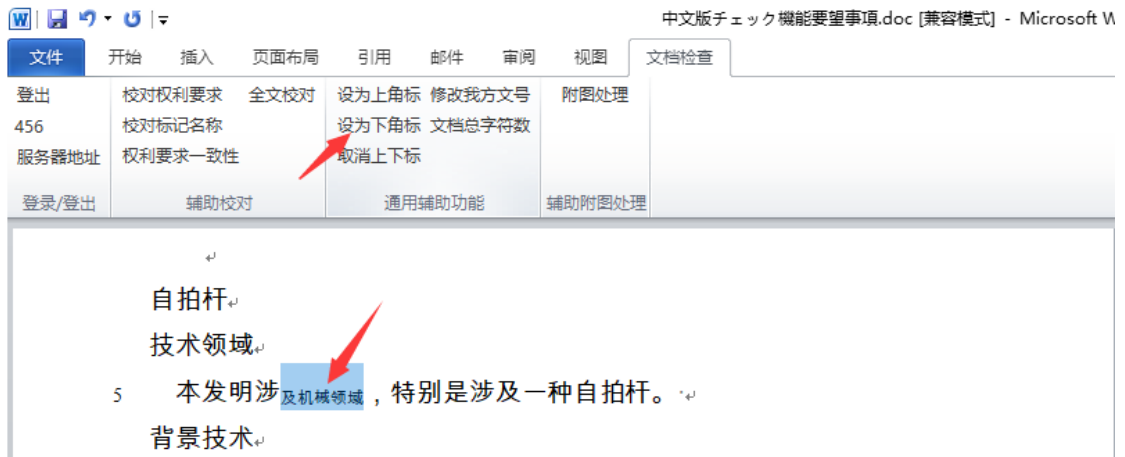 中文版チェック機能要望事項.doc [兼容模式] - Microsoft W
文件 开始 插入 页面布局 引用 邮件 审阅 视图 文档检查
登出 校对权利要求 全文校对 设为上角标 修改我方文号 附图处理
456 校对标记名称 设为下角标 文档总字符数
服务器地址 权利要求一致性 取消上下标
登录/登出 辅助校对 通用辅助功能 辅助附图处理
自拍杆
技术领域
5 本发明涉及机械领域，特别是涉及一种自拍杆。
背景技术